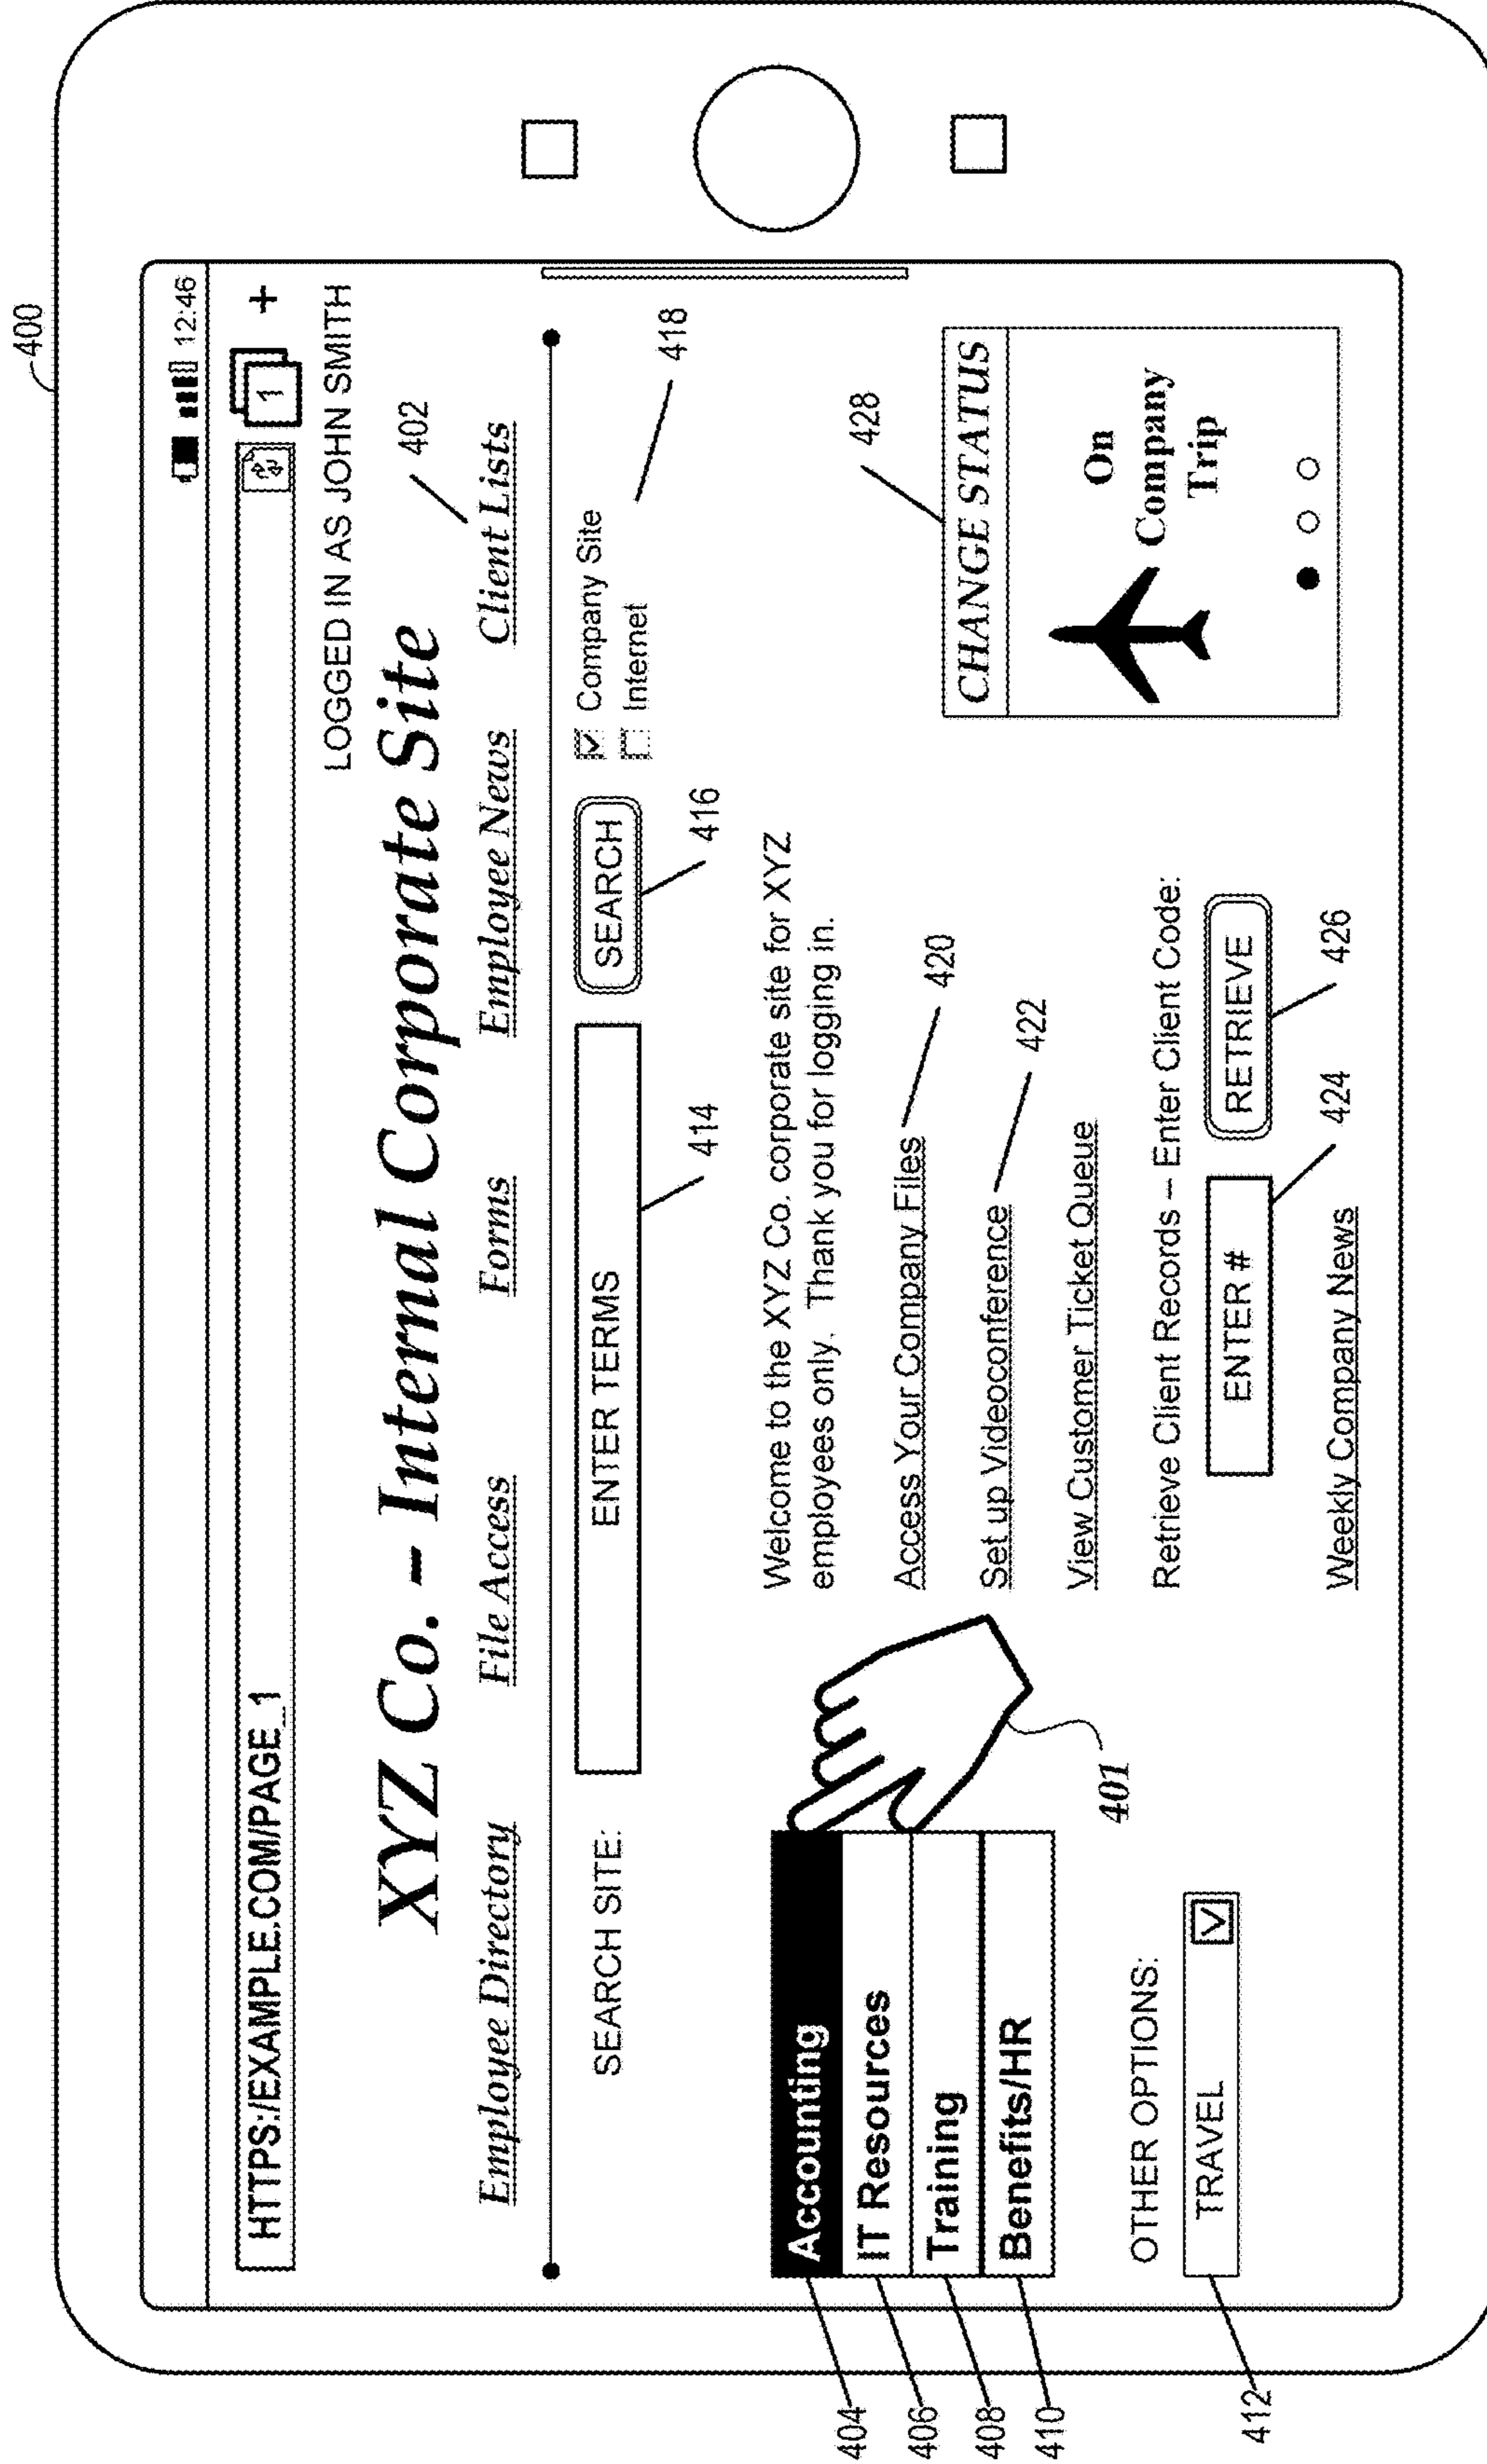 400
12:46
HTTPS:/EXAMPLE.COM/PAGE_1
1 +
LOGGED IN AS JOHN SMITH
XYZ Co. – Internal Corporate Site
402
Employee Directory File Access Forms Employee News Client Lists
SEARCH SITE: ENTER TERMS SEARCH
Company Site
Internet
414
416
418
Accounting
IT Resources
Training
Benefits/HR
404
406
408
410
401
Welcome to the XYZ Co. corporate site for XYZ
employees only. Thank you for logging in.
Access Your Company Files
420
Set up Videoconference
422
View Customer Ticket Queue
Retrieve Client Records – Enter Client Code:
ENTER # RETRIEVE
424
426
Weekly Company News
OTHER OPTIONS:
TRAVEL
412
428
CHANGE STATUS
On
Company
Trip